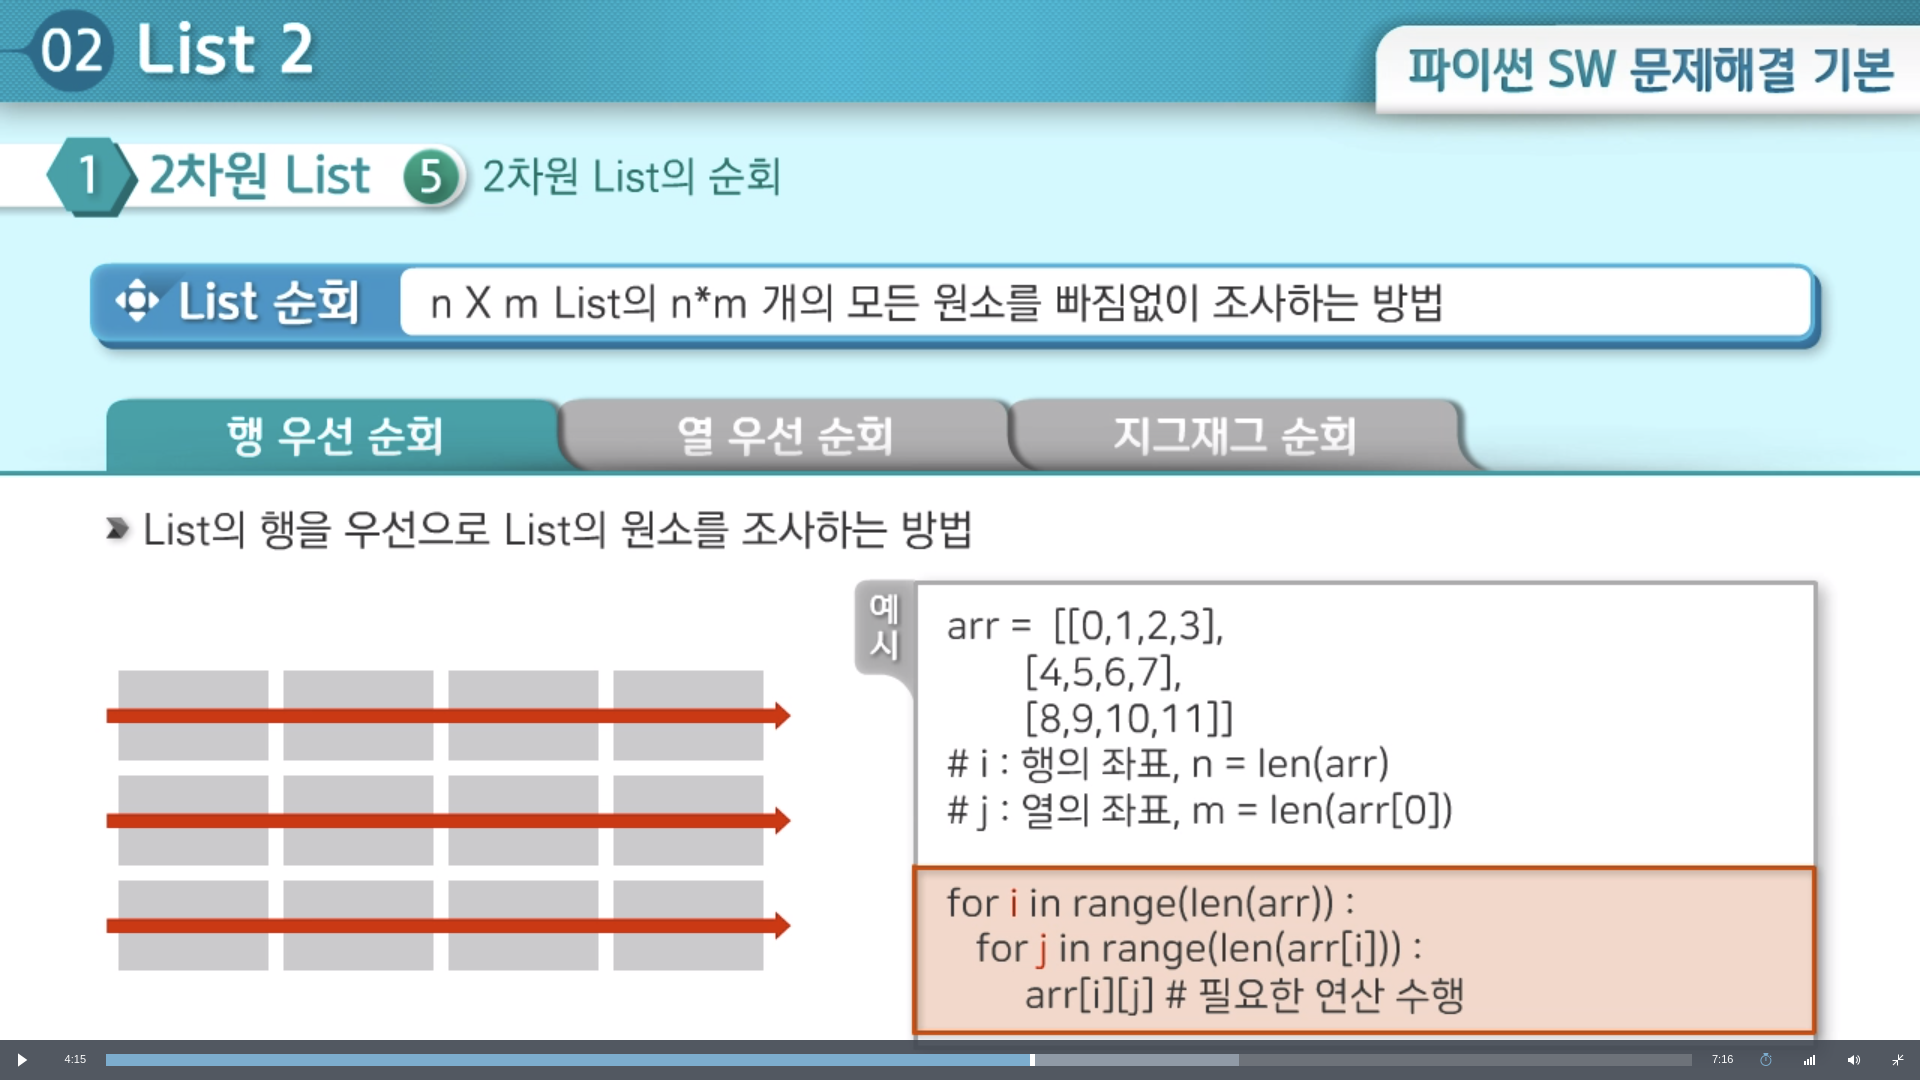 02 List 2
파이썬 SW 문제해결 기본
1 2차원 List 5 2차원 List의 순회
List 순회 n X m List의 n*m 개의 모든 원소를 빠짐없이 조사하는 방법
행 우선 순회 열 우선 순회 지그재그 순회
List의 행을 우선으로 List의 원소를 조사하는 방법
예시
arr = [[0,1,2,3],
[4,5,6,7],
[8,9,10,11]]
# i : 행의 좌표, n = len(arr)
# j : 열의 좌표, m = len(arr[0])
for i in range(len(arr)) :
for j in range(len(arr[i])) :
arr[i][j] # 필요한 연산 수행
4:15 7:16